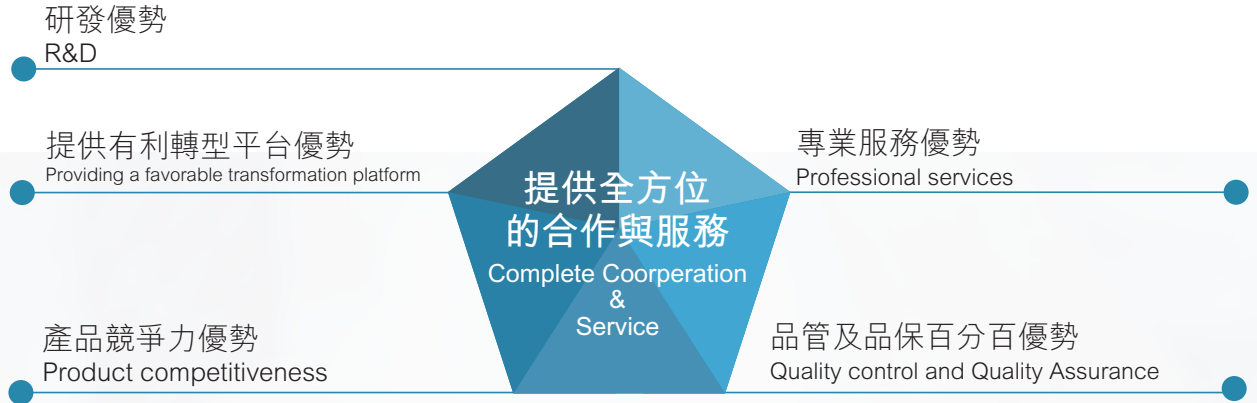 研發優勢
R&D
提供有利轉型平台優勢
Providing a favorable transformation platform
產品競爭力優勢
Product competitiveness
提供全方位
的合作與服務
Complete Coorperation
&
Service
專業服務優勢
Professional services
品管及品保百分百優勢
Quality control and Quality Assurance